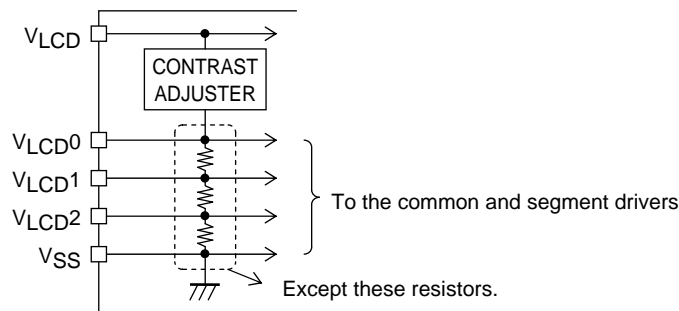 VLCD
CONTRAST
ADJUSTER
VLCD0
VLCD1
VLCD2
VSS
To the common and segment drivers
Except these resistors.